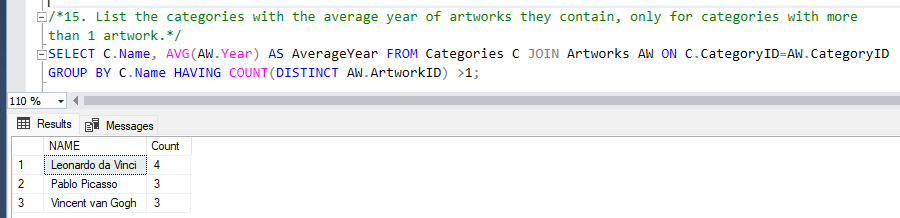 /*15. List the categories with the average year of artworks they contain, only for categories with more
than 1 artwork.*/
SELECT C.Name, AVG(AW.Year) AS AverageYear FROM Categories C JOIN Artworks AW ON C.CategoryID=AW.CategoryID
GROUP BY C.Name HAVING COUNT(DISTINCT AW.ArtworkID) >1;
110 %
Results Messages
NAME Count
1 Leonardo da Vinci 4
2 Pablo Picasso 3
3 Vincent van Gogh 3